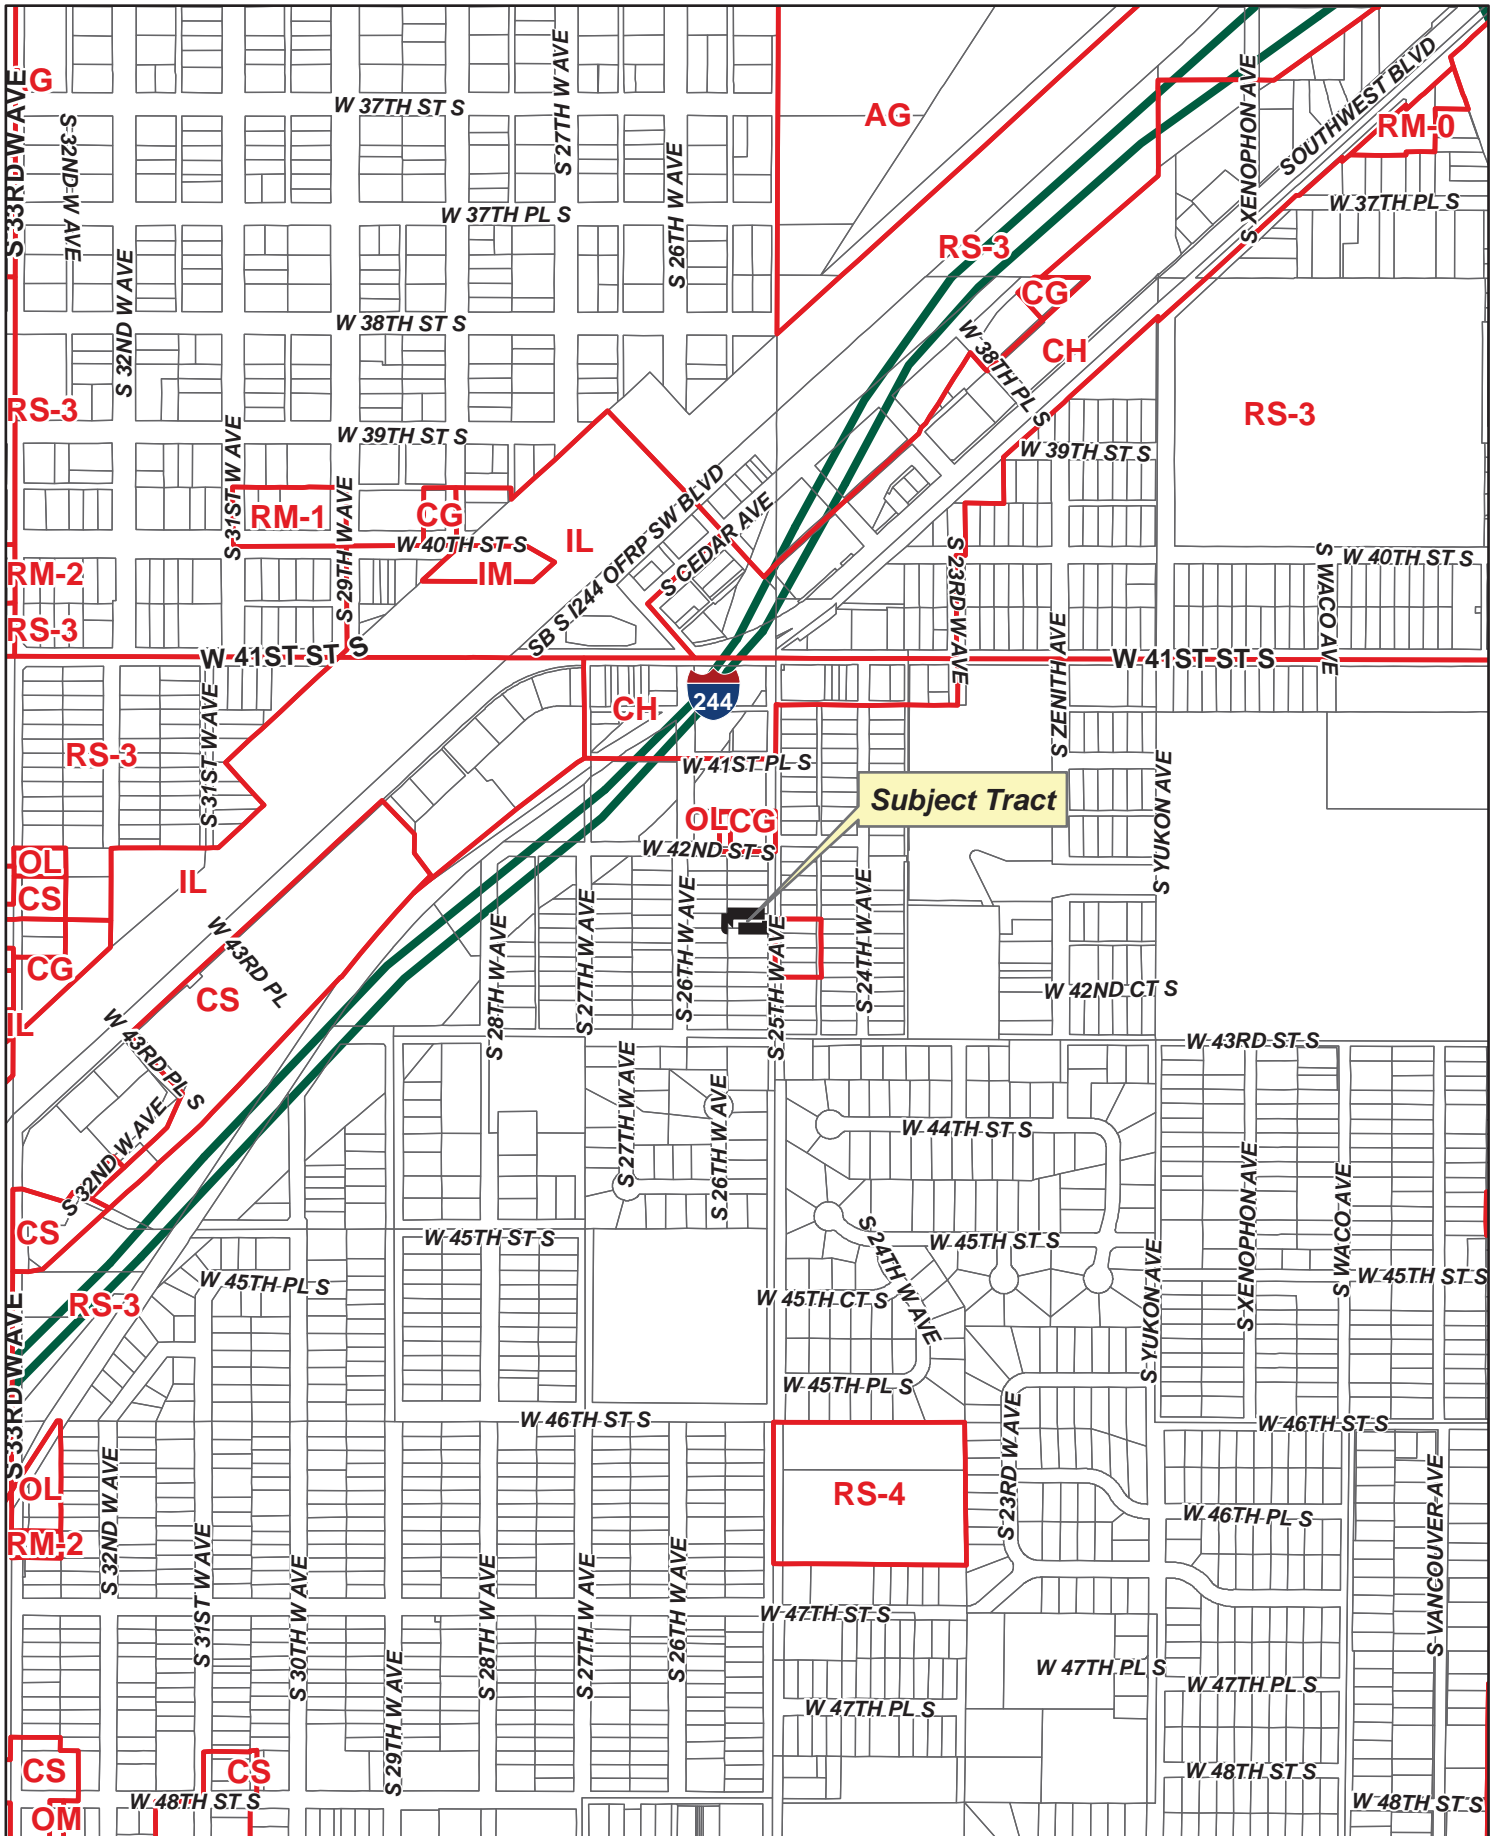 G
S 33RD W AVE
S 32ND W AVE
W 37TH ST S
S 27TH W AVE
S 26TH W AVE
AG
S XENOPHON AVE
SOUTHWEST BLVD
RM-0
W 37TH PL S
W 37TH PL S
RS-3
CG
S 32ND W AVE
W 38TH ST S
W 38TH PL S
CH
RS-3
RS-3
W 39TH ST S
W 39TH ST S
S 31ST W AVE
RM-1
S 29TH W AVE
CG
W 40TH ST S
IL
IM
SB S I244 OFRP SW BLVD
S CEDAR AVE
S 23RD W AVE
S WACO AVE
W 40TH ST S
RM-2
RS-3
W 41ST ST S
W 41ST ST S
S ZENITH AVE
244
CH
RS-3
S 31ST W AVE
W 41ST PL S
S YUKON AVE
Subject Tract
OL
CG
W 42ND ST S
OL
CS
IL
CG
IL
W 43RD PL
CS
S 28TH W AVE
S 27TH W AVE
S 26TH W AVE
S 25TH W AVE
S 24TH W AVE
W 42ND CT S
W 43RD PL S
W 43RD ST S
S 27TH W AVE
S 26TH W AVE
W 44TH ST S
S 32ND W AVE
CS
S XENOPHON AVE
S WACO AVE
W 45TH ST S
S 24TH W AVE
W 45TH ST S
W 45TH ST S
W 45TH PL S
RS-3
W 45TH CT S
S YUKON AVE
S 33RD W AVE
W 45TH PL S
W 46TH ST S
W 46TH ST S
OL
RM-2
S 32ND W AVE
RS-4
S 23RD W AVE
W 46TH PL S
S VANCOUVER AVE
S 31ST W AVE
S 30TH W AVE
S 29TH W AVE
S 28TH W AVE
S 27TH W AVE
S 26TH W AVE
W 47TH ST S
W 47TH PL S
W 47TH PL S
W 47TH PL S
CS
CS
W 48TH ST S
W 48TH ST S
W 48TH ST S
OM